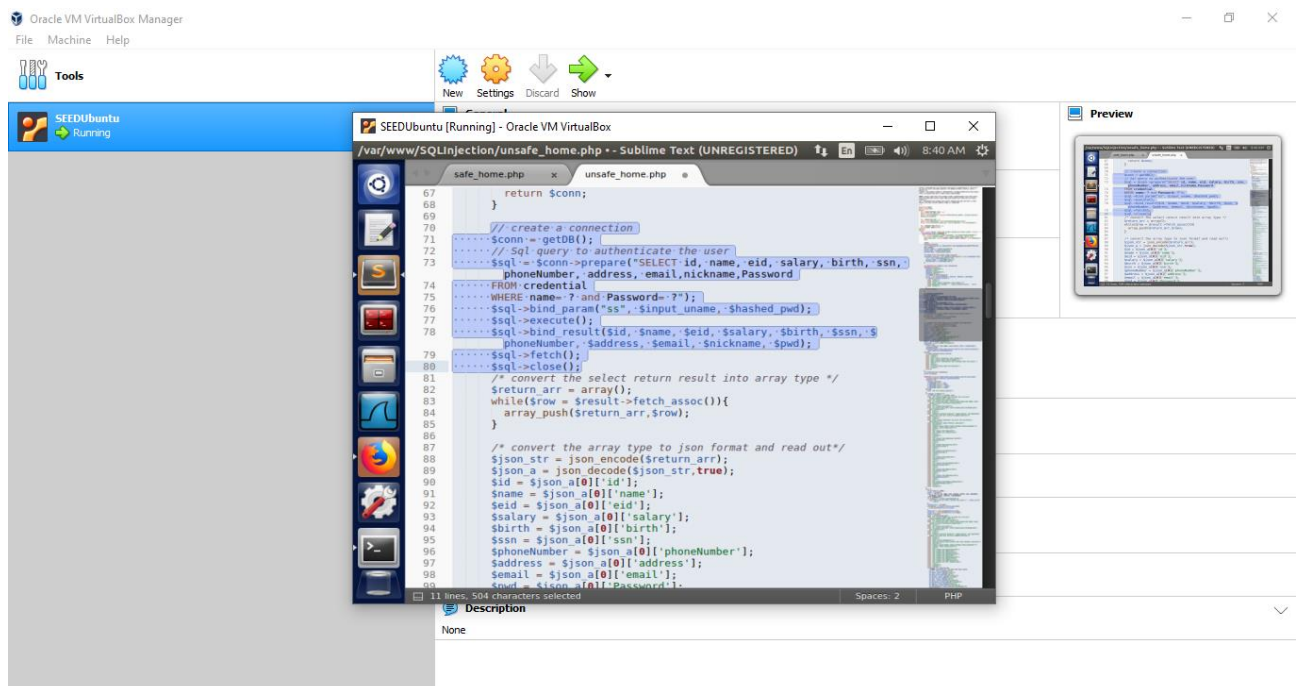 Oracle VM VirtualBox Manager
File Machine Help
Tools
New Settings Discard Show
SEEDUbuntu
Running
Preview
SEEDUbuntu [Running] - Oracle VM VirtualBox
/var/www/SQLInjection/unsafe_home.php • - Sublime Text (UNREGISTERED) En 8:40 AM
safe_home.php x unsafe_home.php
67 return $conn;
68 }
69
70 // create a connection
71 $conn = getDB();
72 // Sql query to authenticate the user
73 $sql = $conn->prepare("SELECT id, name, eid, salary, birth, ssn,
phoneNumber, address, email,nickname,Password
74 FROM credential
75 WHERE name= ? and Password= ?");
76 $sql->bind_param("ss", $input_uname, $hashed_pwd);
77 $sql->execute();
78 $sql->bind_result($id, $name, $eid, $salary, $birth, $ssn, $
phoneNumber, $address, $email, $nickname, $pwd);
79 $sql->fetch();
80 $sql->close();
81 /* convert the select return result into array type */
82 $return_arr = array();
83 while($row = $result->fetch_assoc()){
84 array_push($return_arr,$row);
85 }
86
87 /* convert the array type to json format and read out*/
88 $json_str = json_encode($return_arr);
89 $json_a = json_decode($json_str,true);
90 $id = $json_a[0]['id'];
91 $name = $json_a[0]['name'];
92 $eid = $json_a[0]['eid'];
93 $salary = $json_a[0]['salary'];
94 $birth = $json_a[0]['birth'];
95 $ssn = $json_a[0]['ssn'];
96 $phoneNumber = $json_a[0]['phoneNumber'];
97 $address = $json_a[0]['address'];
98 $email = $json_a[0]['email'];
99 $pwd = $json_a[0]['Password'];
11 lines, 504 characters selected Spaces: 2 PHP
Description
None